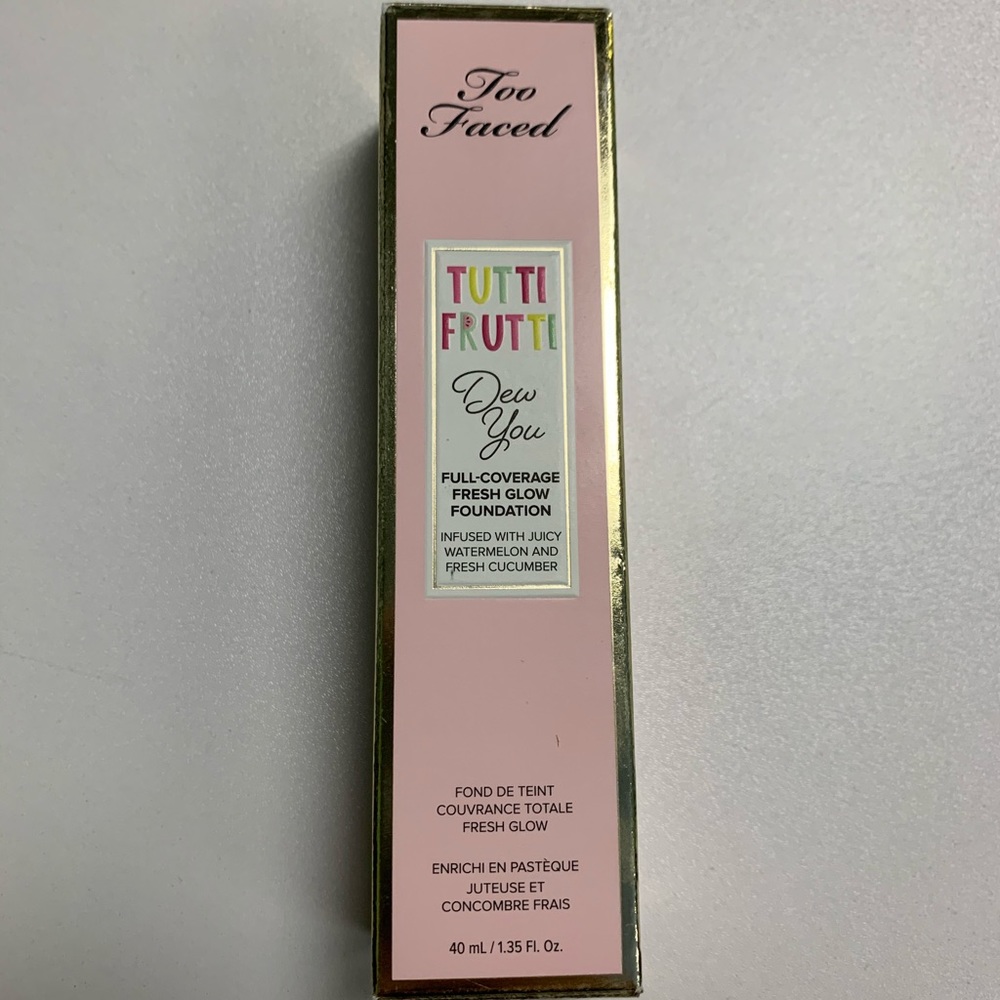 Too
Faced
TUTTI
FRUTTI
Dew
You
FULL-COVERAGE
FRESH GLOW
FOUNDATION
INFUSED WITH JUICY
WATERMELON AND
FRESH CUCUMBER
FOND DE TEINT
COUVRANCE TOTALE
FRESH GLOW
ENRICHI EN PASTÈQUE
JUTEUSE ET
CONCOMBRE FRAIS
40 mL / 1.35 Fl. Oz.